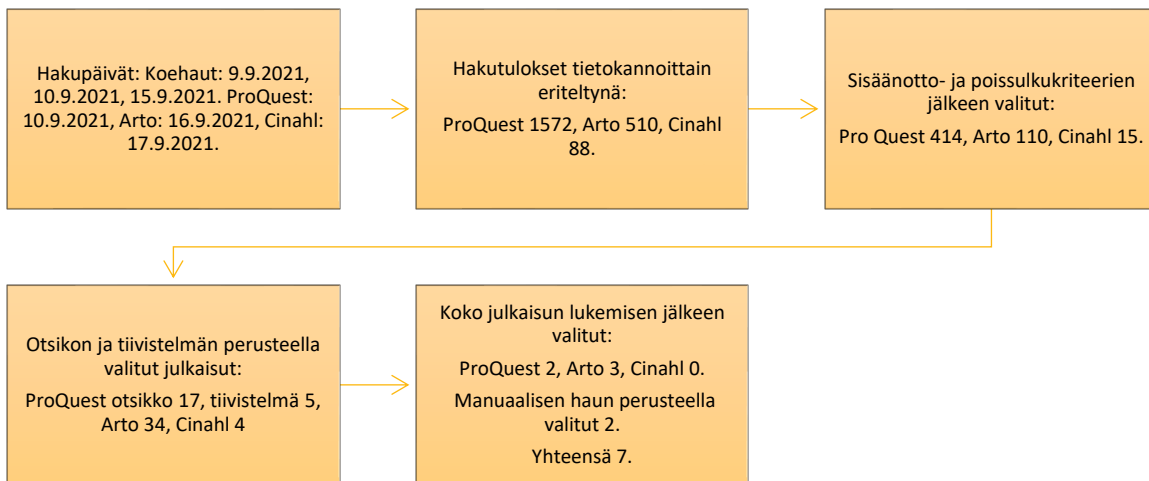 Hakupäivät: Koehaut: 9.9.2021,
10.9.2021, 15.9.2021. ProQuest:
10.9.2021, Arto: 16.9.2021, Cinahl:
17.9.2021.
Hakutulokset tietokannoittain
eriteltynä:
ProQuest 1572, Arto 510, Cinahl
88.
Sisäänotto- ja poissulkukriteerien
jälkeen valitut:
Pro Quest 414, Arto 110, Cinahl 15.
Otsikon ja tiivistelmän perusteella
valitut julkaisut:
ProQuest otsikko 17, tiivistelmä 5,
Arto 34, Cinahl 4
Koko julkaisun lukemisen jälkeen
valitut:
ProQuest 2, Arto 3, Cinahl 0.
Manuaalisen haun perusteella
valitut 2.
Yhteensä 7.